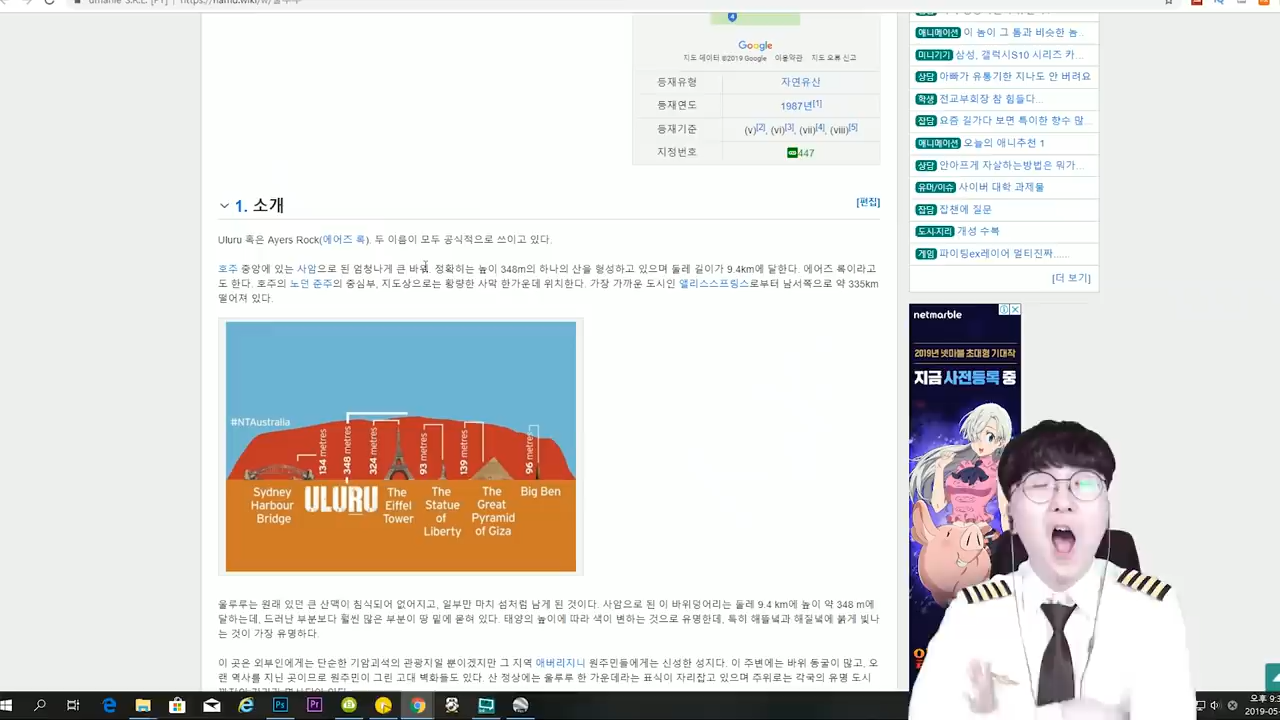 Google
지도 데이터 ©2019 Google 이용약관 지도 오류 신고
등재유형 자연유산
등재연도 1987년[1]
등재기준 (v)[2], (vi)[3], (vii)[4], (viii)[5]
지정번호 447
1. 소개 [편집]
Uluru 혹은 Ayers Rock(에어즈 록). 두 이름이 모두 공식적으로 쓰이고 있다.
호주 중앙에 있는 사암으로 된 엄청나게 큰 바위. 정확히는 높이 348m의 하나의 산을 형성하고 있으며 둘레 길이가 9.4km에 달한다. 에어즈 록이라고
도 한다. 호주의 노던 준주의 중심부, 지도상으로는 황량한 사막 한가운데 위치한다. 가장 가까운 도시인 앨리스스프링스로부터 남서쪽으로 약 335km
떨어져 있다.
#NTAustralia
134 metres
348 metres
324 metres
93 metres
139 metres
96 metres
Sydney Harbour Bridge
ULURU
The Eiffel Tower
The Statue of Liberty
The Great Pyramid of Giza
Big Ben
울루루는 원래 있던 큰 산맥이 침식되어 없어지고, 일부만 마치 섬처럼 남게 된 것이다. 사암으로 된 이 바위덩어리는 둘레 9.4 km에 높이 약 348 m에
달하는데, 드러난 부분보다 훨씬 많은 부분이 땅 밑에 묻혀 있다. 태양의 높이에 따라 색이 변하는 것으로 유명한데, 특히 해뜰녘과 해질녘에 붉게 빛나
는 것이 가장 유명하다.
이 곳은 외부인에게는 단순한 기암괴석의 관광지일 뿐이겠지만 그 지역 애버리지니 원주민들에게는 신성한 성지다. 이 주변에는 바위 동굴이 많고, 오
랜 역사를 지닌 곳이므로 원주민이 그린 고대 벽화들도 있다. 산 정상에는 울루루 한 가운데라는 표식이 자리잡고 있으며 주위로는 각국의 유명 도시
애니메이션 이 놈이 그 톰과 비슷한 놈..
미니기기 삼성, 갤럭시S10 시리즈 카...
상담 아빠가 유통기한 지나도 안 버려요
학생 전교부회장 참 힘들다...
잡담 요즘 길가다 보면 특이한 향수 많...
애니메이션 오늘의 애니추천 1
상담 안아프게 자살하는방법은 뭐가...
유머/이슈 사이버 대학 과제물
잡담 잡챈에 질문
도시·지리 개성 수복
게임 파이팅ex레이어 멀티진짜......
[더 보기]
netmarble
2019년 넷마블 초대형 기대작
지금 사전등록 중
오후 9:3
2019-05-